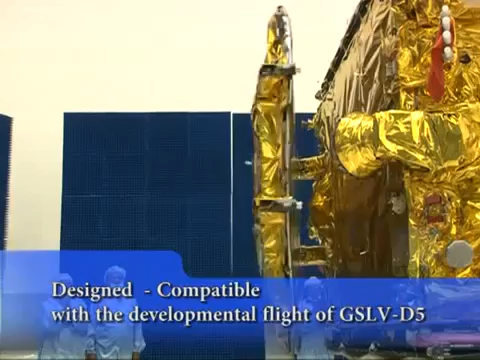 Designed - Compatible
with the developmental flight of GSLV-D5